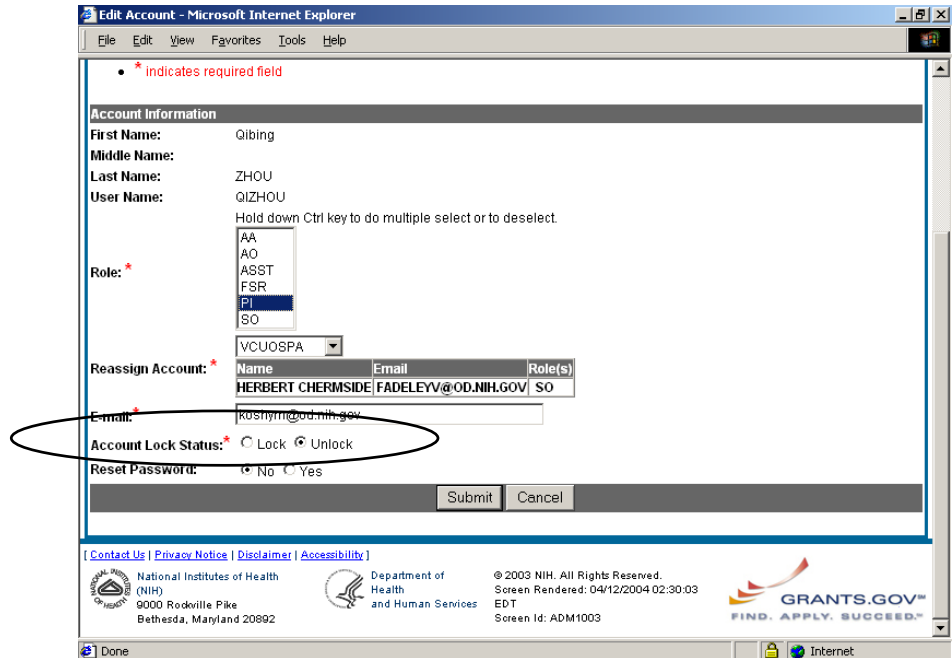 Edit Account - Microsoft Internet Explorer
File Edit View Favorites Tools Help
* indicates required field
Account Information
First Name: Qibing
Middle Name:
Last Name: ZHOU
User Name: QIZHOU
Hold down Ctrl key to do multiple select or to deselect.
AA
AO
Role: * ASST
FSR
PI
SO
VCUOSPA
Reassign Account: * Name Email Role(s)
HERBERT CHERMSIDE FADELEYV@OD.NIH.GOV SO
E-mail:* koshyrn@od.nih.gov
Account Lock Status:* Lock Unlock
Reset Password: No Yes
Submit Cancel
[ Contact Us | Privacy Notice | Disclaimer | Accessibility ]
National Institutes of Health
(NIH)
9000 Rockville Pike
Bethesda, Maryland 20892
Department of
Health
and Human Services
© 2003 NIH. All Rights Reserved.
Screen Rendered: 04/12/2004 02:30:03
EDT
Screen Id: ADM1003
GRANTS.GOV℠
FIND. APPLY. SUCCEED.℠
Done Internet